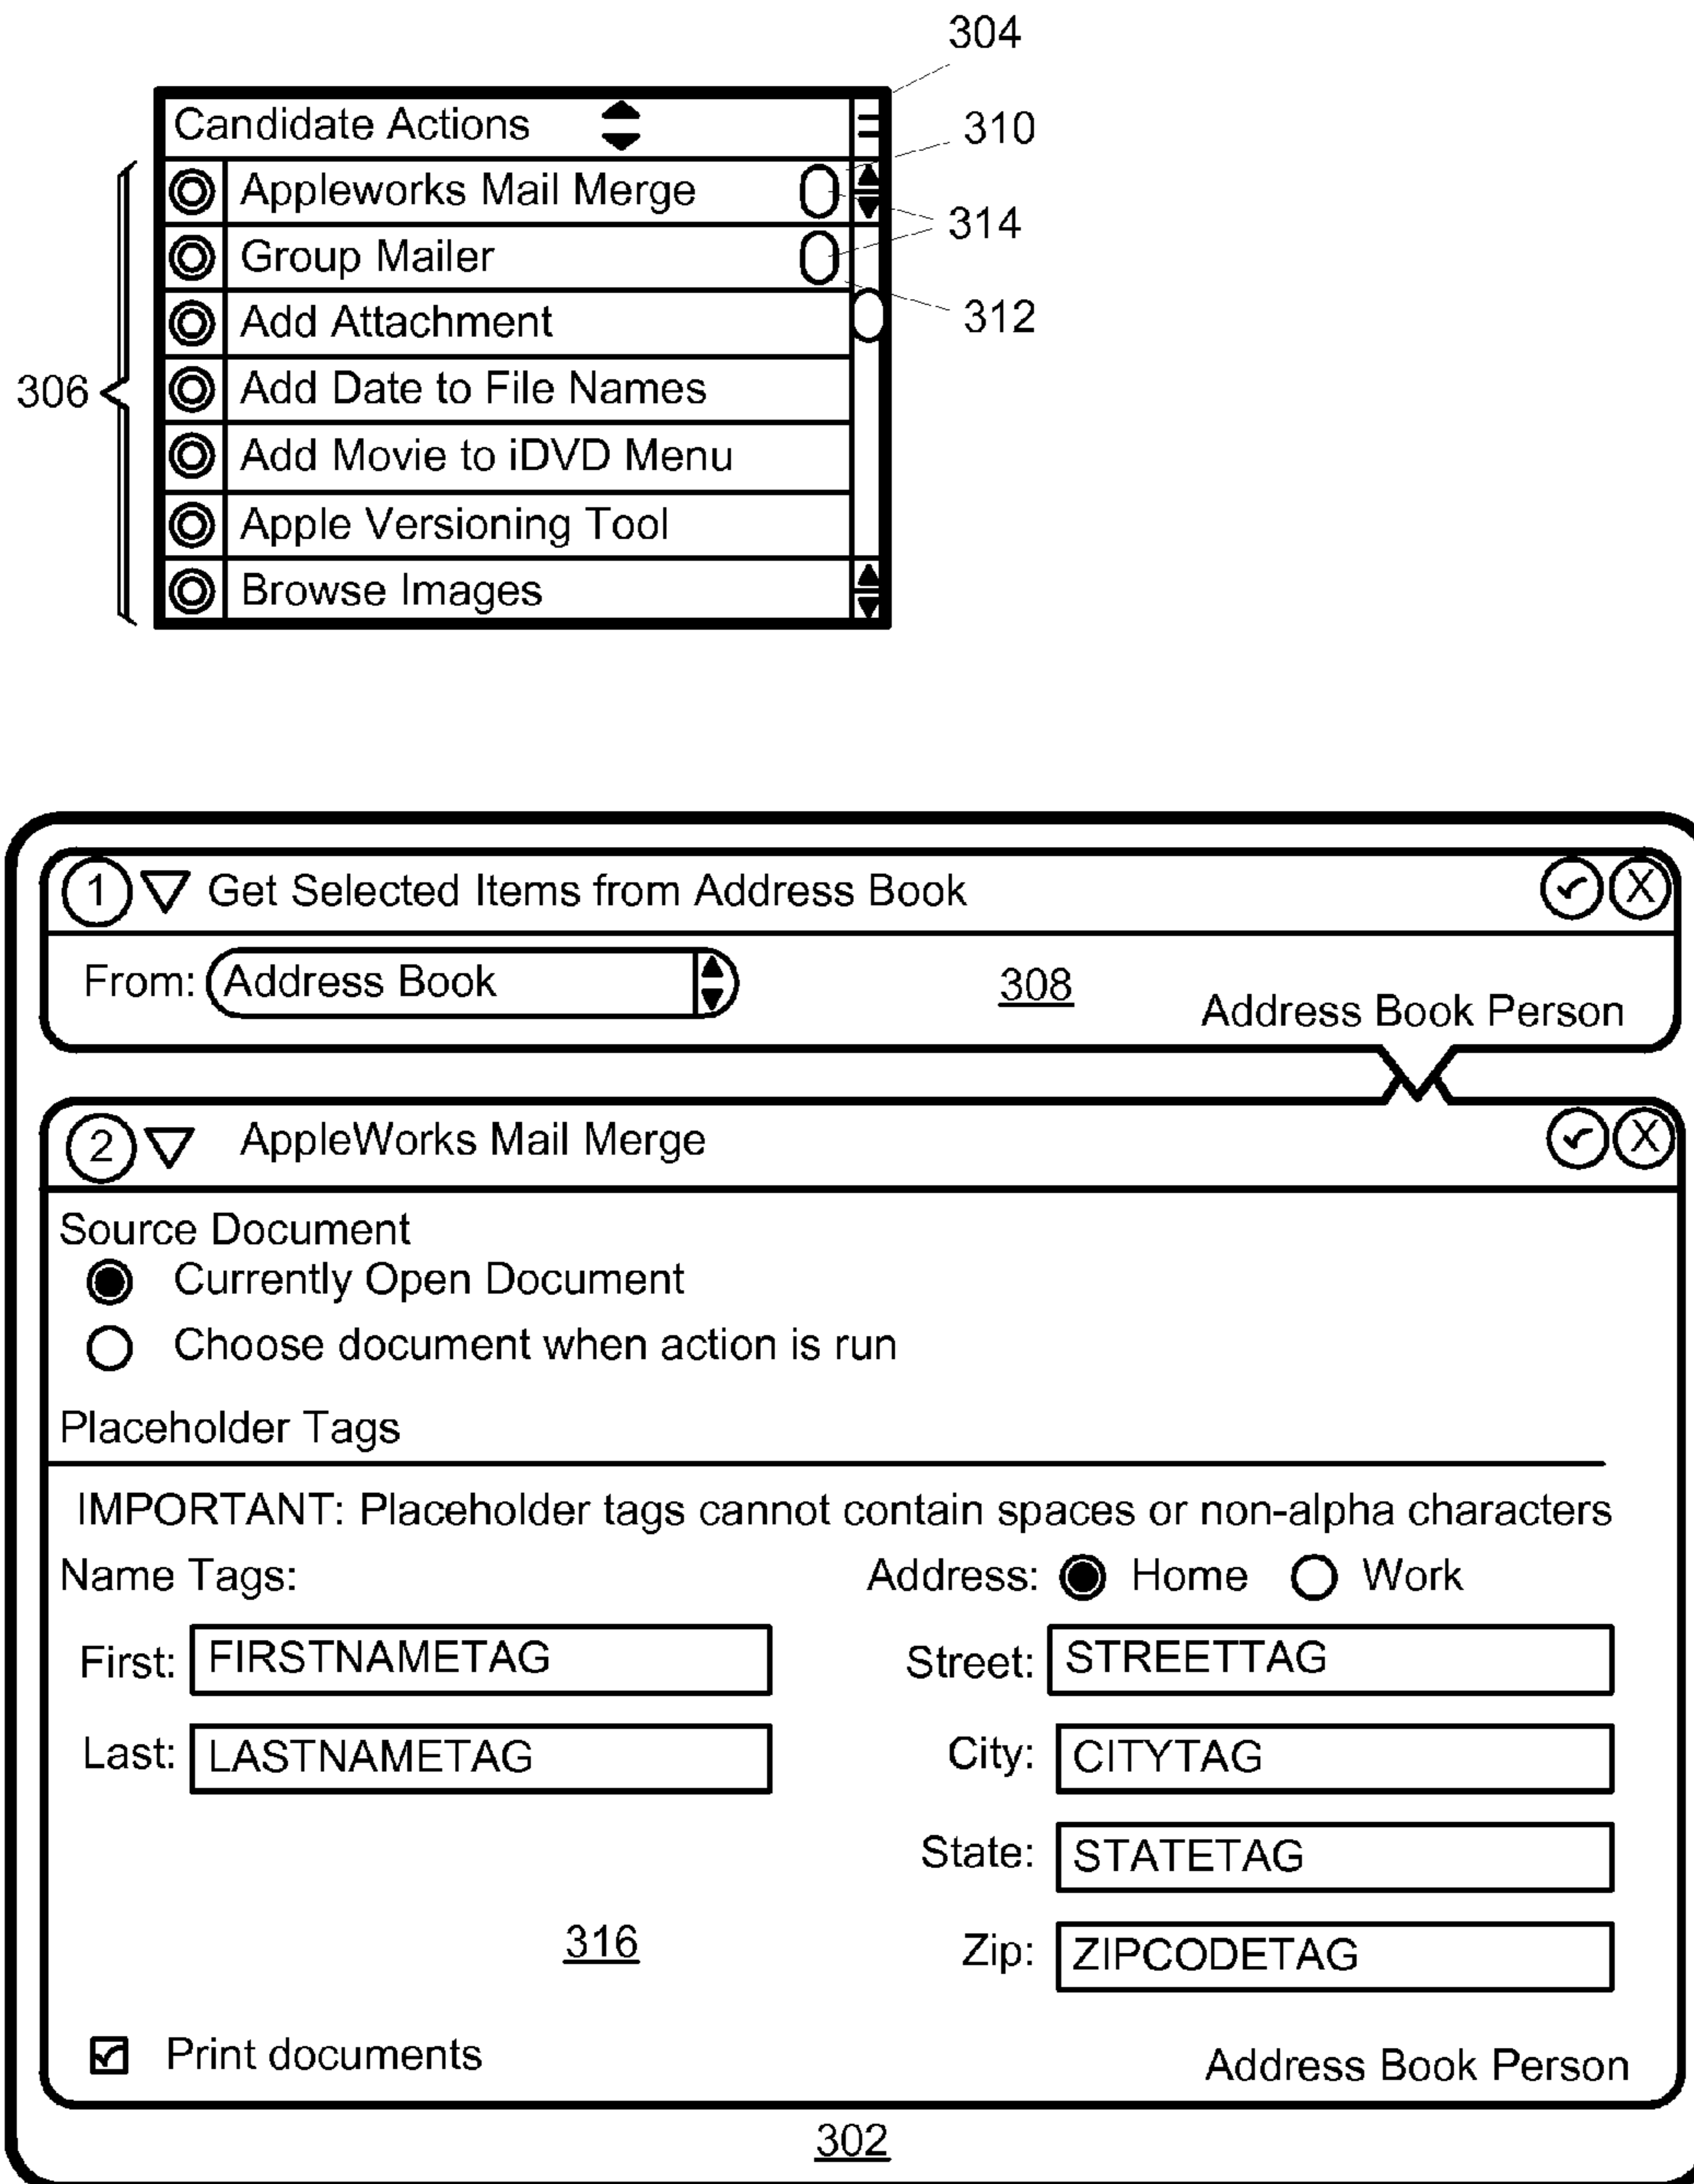 304
Candidate Actions
310
Appleworks Mail Merge
314
Group Mailer
312
Add Attachment
306
Add Date to File Names
Add Movie to iDVD Menu
Apple Versioning Tool
Browse Images
1 Get Selected Items from Address Book X
From: Address Book 308 Address Book Person
2 AppleWorks Mail Merge X
Source Document
Currently Open Document
Choose document when action is run
Placeholder Tags
IMPORTANT: Placeholder tags cannot contain spaces or non-alpha characters
Name Tags: Address: Home Work
First: FIRSTNAMETAG Street: STREETTAG
Last: LASTNAMETAG City: CITYTAG
State: STATETAG
316 Zip: ZIPCODETAG
Print documents Address Book Person
302